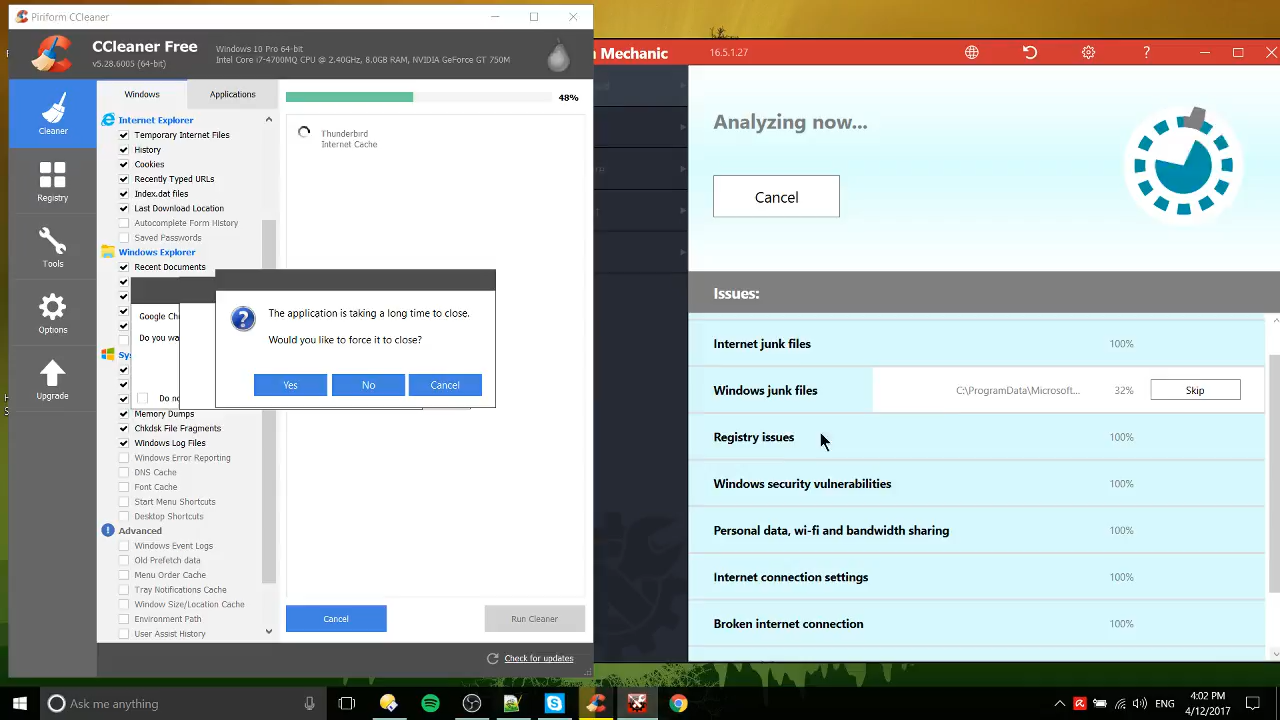 Piriform CCleaner
CCleaner Free
v5.28.6005 (64-bit)
Windows 10 Pro 64-bit
Intel Core i7-4700MQ CPU @ 2.40GHz, 8.0GB RAM, NVIDIA GeForce GT 750M
Cleaner
Registry
Tools
Options
Upgrade
Windows
Applications
Internet Explorer
Temporary Internet Files
History
Cookies
Recently Typed URLs
Index.dat files
Last Download Location
Autocomplete Form History
Saved Passwords
Windows Explorer
Recent Documents
Sys
Memory Dumps
Chkdsk File Fragments
Windows Log Files
Windows Error Reporting
DNS Cache
Font Cache
Start Menu Shortcuts
Desktop Shortcuts
Advanced
Windows Event Logs
Old Prefetch data
Menu Order Cache
Tray Notifications Cache
Window Size/Location Cache
Environment Path
User Assist History
48%
Thunderbird
Internet Cache
Google Ch
Do you wa
Do no
The application is taking a long time to close.
Would you like to force it to close?
Yes
No
Cancel
Cancel
Run Cleaner
Check for updates
Mechanic
16.5.1.27
?
Analyzing now...
Cancel
Issues:
Internet junk files 100%
Windows junk files C:\ProgramData\Microsoft... 32% Skip
Registry issues 100%
Windows security vulnerabilities 100%
Personal data, wi-fi and bandwidth sharing 100%
Internet connection settings 100%
Broken internet connection 100%
Ask me anything
ENG
4:02 PM
4/12/2017